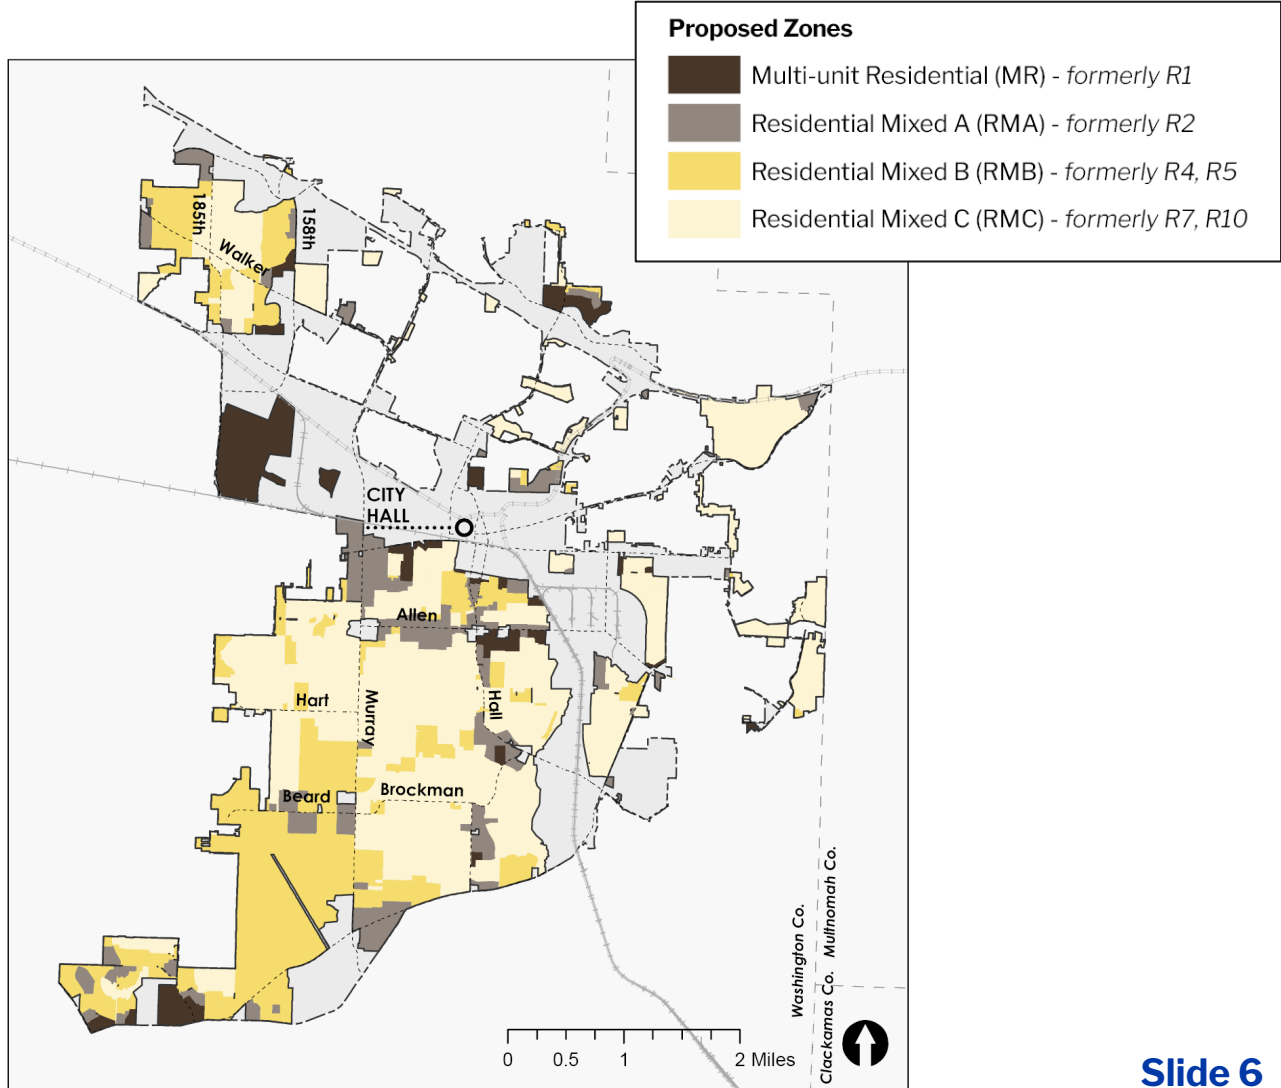 Proposed Zones
Multi-unit Residential (MR) - formerly R1
Residential Mixed A (RMA) - formerly R2
Residential Mixed B (RMB) - formerly R4, R5
Residential Mixed C (RMC) - formerly R7, R10
185th
158th
Walker
CITY
HALL
Allen
Hart
Murray
Hall
Beard
Brockman
Washington Co.
Multnomah Co.
Clackamas Co.
0 0.5 1 2 Miles
Slide 6